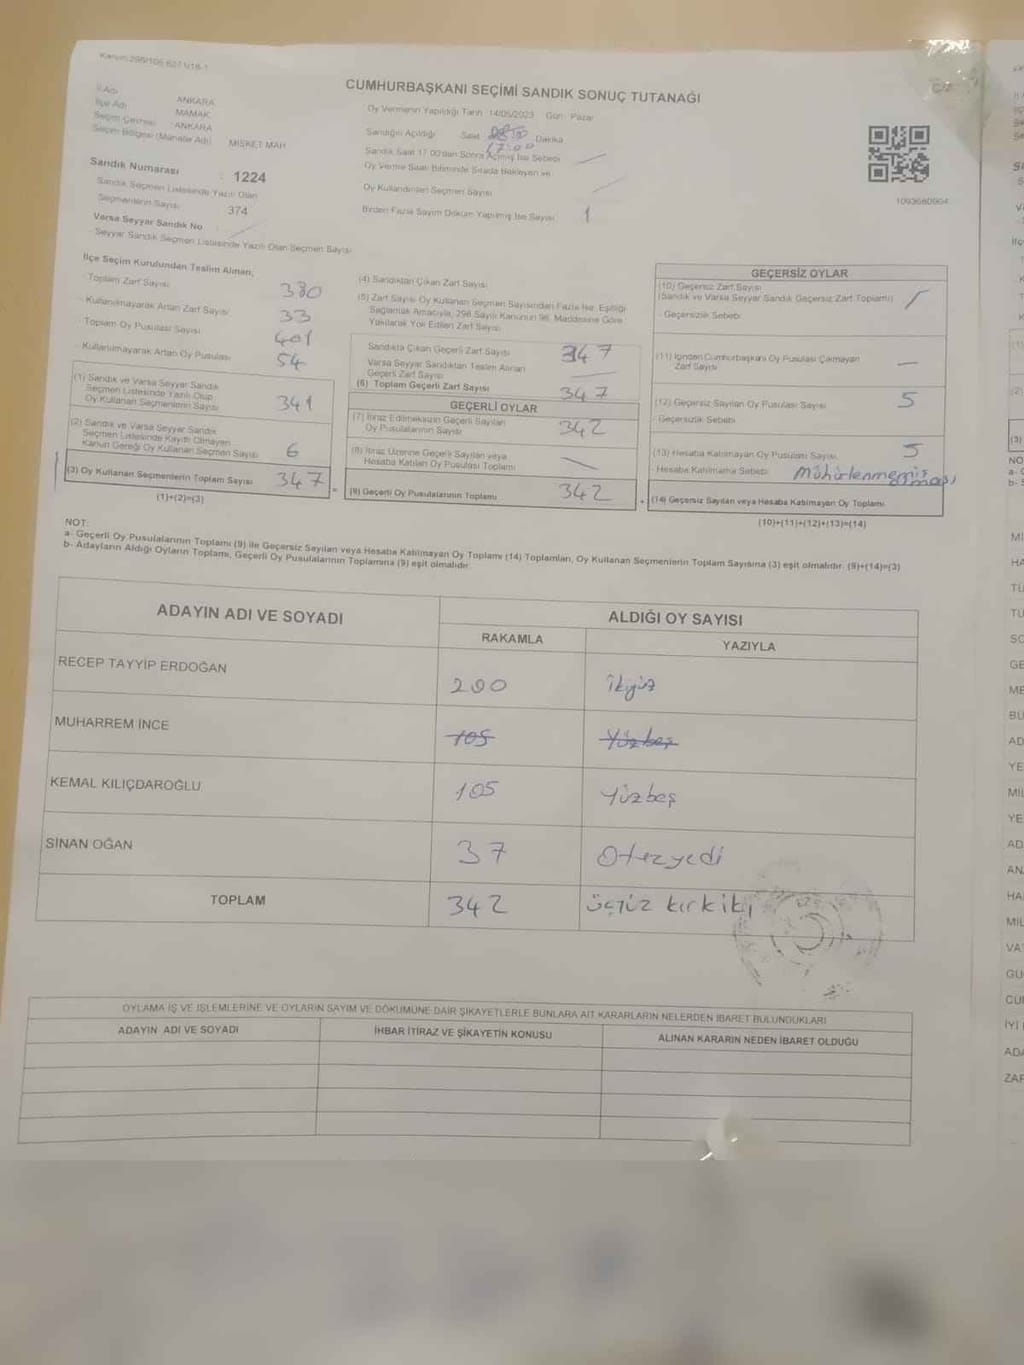 Kanun:298/105
CUMHURBAŞKANI SEÇİMİ SANDIK SONUÇ TUTANAĞI
İl Adı : ANKARA
İlçe Adı : MAMAK
Seçim Çevresi : ANKARA
Seçim Bölgesi (Mahalle Adı) : MISKET MAH
Sandık Numarası : 1224
Sandık Seçmen Listesinde Yazılı Olan
Seçmenlerin Sayısı : 374
Varsa Seyyar Sandık No
- Seyyar Sandık Seçmen Listesinde Yazılı Olan Seçmen Sayısı
Oy Vermenin Yapıldığı Tarih : 14/05/2023 Gün : Pazar
Sandığın Açıldığı Saat Dakika
17:00
Sandık Saat 17.00'dan Sonra Açılmış İse Sebebi
Oy Verme Saati Bitiminde Sırada Bekleyen ve
Oy Kullandırılan Seçmen Sayısı
Birden Fazla Sayım Döküm Yapılmış İse Sayısı 1
1093680904
İlçe Seçim Kurulundan Teslim Alınan;
- Toplam Zarf Sayısı 380
- Kullanılmayarak Artan Zarf Sayısı 33
- Toplam Oy Pusulası Sayısı 401
- Kullanılmayarak Artan Oy Pusulası 54
(1) Sandık ve Varsa Seyyar Sandık
Seçmen Listesinde Yazılı Olup
Oy Kullanan Seçmenlerin Sayısı 341
(2) Sandık ve Varsa Seyyar Sandık
Seçmen Listesinde Kayıtlı Olmayan
Kanun Gereği Oy Kullanan Seçmen Sayısı 6
(3) Oy Kullanan Seçmenlerin Toplam Sayısı 347
(1)+(2)=(3)
(4) Sandıktan Çıkan Zarf Sayısı
(5) Zarf Sayısı Oy Kullanan Seçmen Sayısından Fazla İse, Eşitliği
Sağlamak Amacıyla, 298 Sayılı Kanunun 98. Maddesine Göre
Yakılarak Yok Edilen Zarf Sayısı
Sandıkta Çıkan Geçerli Zarf Sayısı 347
Varsa Seyyar Sandıktan Teslim Alınan
Geçerli Zarf Sayısı
(6) Toplam Geçerli Zarf Sayısı 347
GEÇERLİ OYLAR
(7) İtiraz Edilmeksizin Geçerli Sayılan
Oy Pusulalarının Sayısı 342
(8) İtiraz Üzerine Geçerli Sayılan veya
Hesaba Katılan Oy Pusulası Toplamı
(9) Geçerli Oy Pusulalarının Toplamı 342
+
GEÇERSİZ OYLAR
(10) Geçersiz Zarf Sayısı
(Sandık ve Varsa Seyyar Sandık Geçersiz Zarf Toplamı)
- Geçersizlik Sebebi
(11) İçinden Cumhurbaşkanı Oy Pusulası Çıkmayan
Zarf Sayısı —
(12) Geçersiz Sayılan Oy Pusulası Sayısı 5
- Geçersizlik Sebebi
(13) Hesaba Katılmayan Oy Pusulası Sayısı 5
- Hesaba Katılmama Sebebi
(14) Geçersiz Sayılan veya Hesaba Katılmayan Oy Toplamı
(10)+(11)+(12)+(13)=(14)
NOT:
a- Geçerli Oy Pusulalarının Toplamı (9) ile Geçersiz Sayılan veya Hesaba Katılmayan Oy Toplamı (14) Toplamları, Oy Kullanan Seçmenlerin Toplam Sayısına (3) eşit olmalıdır. (9)+(14)=(3)
b- Adayların Aldığı Oyların Toplamı, Geçerli Oy Pusulalarının Toplamına (9) eşit olmalıdır.
ADAYIN ADI VE SOYADI ALDIĞI OY SAYISI
RAKAMLA YAZIYLA
RECEP TAYYİP ERDOĞAN 200 İkiyüz
MUHARREM İNCE 105 Yüzbeş
KEMAL KILIÇDAROĞLU 105 Yüzbeş
SİNAN OĞAN 37 Otuzyedi
TOPLAM 342 üçyüz kırkiki
OYLAMA İŞ VE İŞLEMLERİNE VE OYLARIN SAYIM VE DÖKÜMÜNE DAİR ŞİKAYETLERLE BUNLARA AİT KARARLARIN NELERDEN İBARET BULUNDUKLARI
ADAYIN ADI VE SOYADI İHBAR İTİRAZ VE ŞİKAYETİN KONUSU ALINAN KARARIN NEDEN İBARET OLDUĞU